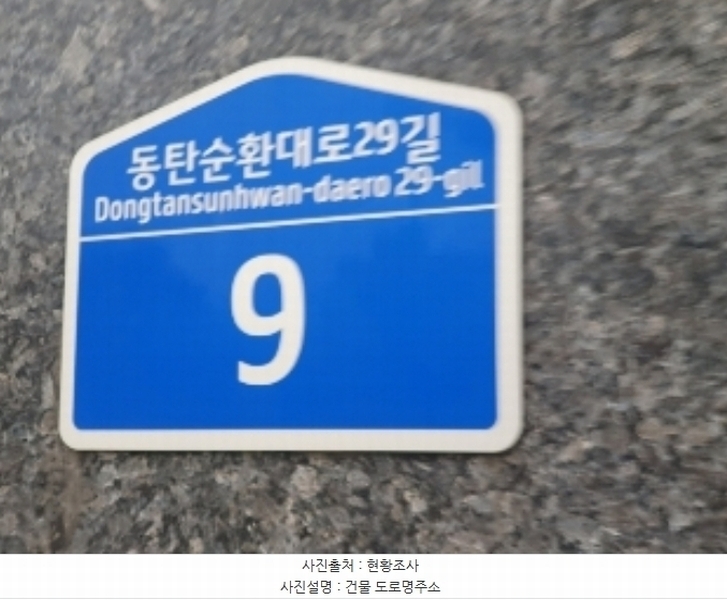 동탄순환대로29길
Dongtansunhwan-daero 29-gil
9
사진출처 : 현황조사
사진설명 : 건물 도로명주소